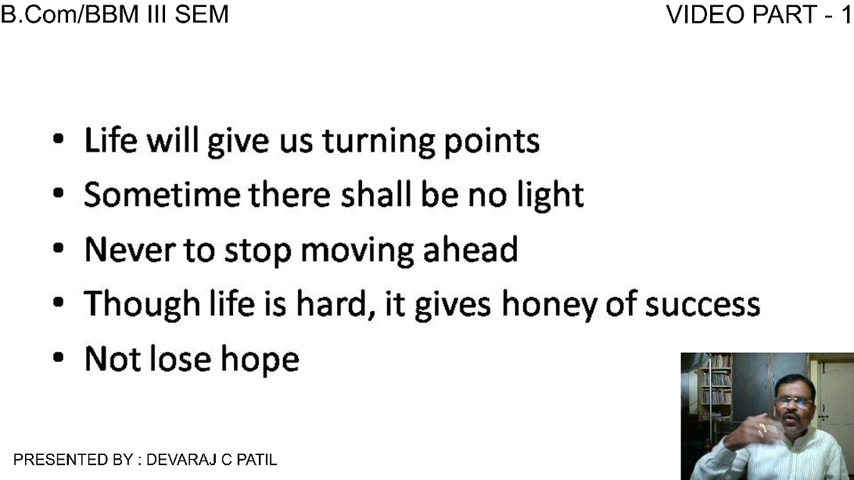 B.Com/BBM III SEM
VIDEO PART - 1
• Life will give us turning points
• Sometime there shall be no light
• Never to stop moving ahead
• Though life is hard, it gives honey of success
• Not lose hope
PRESENTED BY : DEVARAJ C PATIL